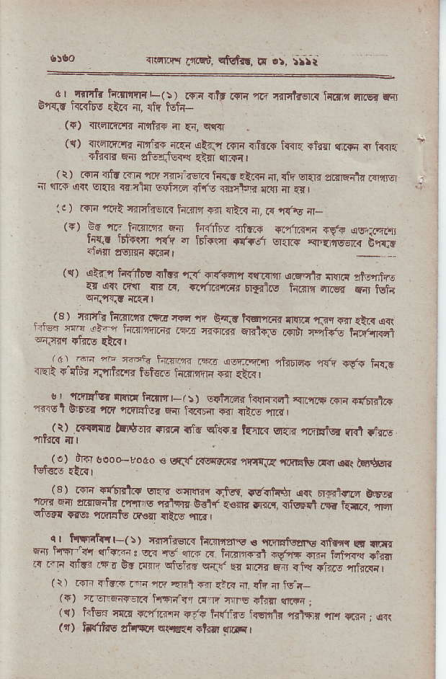 ৬১৬০ বাংলাদেশ গেজেট, অতিরিক্ত, মে ৩১, ১৯৯২
৫। সরাসরি নিয়োগদান।—(১) কোন ব্যক্তি কোন পদে সরাসরিভাবে নিয়োগ লাভের জন্য
উপযুক্ত বিবেচিত হইবে না, যদি তিনি—
(ক) বাংলাদেশের নাগরিক না হন, অথবা
(খ) বাংলাদেশের নাগরিক নহেন এইরূপ কোন ব্যক্তিকে বিবাহ করিয়া থাকেন বা বিবাহ
করিবার জন্য প্রতিশ্রুতিবদ্ধ হইয়া থাকেন।
(২) কোন ব্যক্তি কোন পদে সরাসরিভাবে নিযুক্ত হইবেন না, যদি তাহার প্রয়োজনীয় যোগ্যতা
না থাকে এবং তাহার বয়সসীমা তফসিলে বর্ণিত বয়ঃসীমার মধ্যে না হয়।
(৩) কোন পদেই সরাসরিভাবে নিয়োগ করা যাইবে না, যে পর্যন্ত না—
(ক) উক্ত পদে নিয়োগের জন্য নির্বাচিত ব্যক্তিকে কর্পোরেশন কর্তৃক এতদুদ্দেশ্যে
নিযুক্ত চিকিৎসা পর্ষদ বা চিকিৎসা কর্মকর্তা তাহাকে স্বাস্থ্যগতভাবে উপযুক্ত
বলিয়া প্রত্যয়ন করেন।
(খ) এইরূপ নির্বাচিত ব্যক্তির পূর্ব কার্যকলাপ যথাযোগ্য এজেন্সীর মাধ্যমে প্রতিপাদিত
হয় এবং দেখা যায় যে, কর্পোরেশনের চাকুরীতে নিয়োগ লাভের জন্য তিনি
অনুপযুক্ত নহেন।
(৪) সরাসরি নিয়োগের ক্ষেত্রে সকল পদ উন্মুক্ত বিজ্ঞাপনের মাধ্যমে পূরণ করা হইবে এবং
বিভিন্ন সময়ে এইরূপ নিয়োগদানের ক্ষেত্রে সরকারের জারীকৃত কোটা সম্পর্কিত নির্দেশাবলী
অনুসরণ করিতে হইবে।
(৫) কোন পদে সরাসরি নিয়োগের ক্ষেত্রে এতদুদ্দেশ্যে পরিচালক পর্ষদ কর্তৃক নিযুক্ত
বাছাই কমিটির সুপারিশের ভিত্তিতে নিয়োগদান করা হইবে।
৬। পদোন্নতির মাধ্যমে নিয়োগ।—(১) তফসিলের বিধানাবলী সাপেক্ষে কোন কর্মচারীকে
পরবর্তী উচ্চতর পদে পদোন্নতির জন্য বিবেচনা করা যাইতে পারে।
(২) কেবলমাত্র জ্যেষ্ঠতার কারণে ব্যক্তি অধিকার হিসাবে তাহার পদোন্নতির দাবী করিতে
পারিবে না।
(৩) টাকা ৬৩০০—৮০৫০ ও তদূর্ধ্ব বেতনক্রমের পদসমূহে পদোন্নতি মেধা এবং জ্যেষ্ঠতার
ভিত্তিতে হইবে।
(৪) কোন কর্মচারীকে তাহার অসাধারণ কৃতিত্ব, কর্তব্যনিষ্ঠা এবং চাকুরীকালে উচ্চতর
পদের জন্য প্রয়োজনীয় পেশাগত পরীক্ষায় উত্তীর্ণ হওয়ার কারণে, ব্যতিক্রমী ক্ষেত্র হিসাবে, পালা
অতিক্রম করতঃ পদোন্নতি দেওয়া যাইতে পারে।
৭। শিক্ষানবিশ।—(১) সরাসরিভাবে নিয়োগপ্রাপ্ত ও পদোন্নতিপ্রাপ্ত ব্যক্তিগণ ছয় মাসের
জন্য শিক্ষানবিশ থাকিবেন : তবে শর্ত থাকে যে, নিয়োগকারী কর্তৃপক্ষ কারণ লিপিবদ্ধ করিয়া
যে কোন ব্যক্তির ক্ষেত্রে উক্ত মেয়াদ অতিরিক্ত অনূর্ধ্ব ছয় মাসের জন্য বর্ধিত করিতে পারিবেন।
(২) কোন ব্যক্তিকে কোন পদে স্থায়ী করা হইবে না, যদি না তিনি—
(ক) সন্তোষজনকভাবে শিক্ষানবিশ মেয়াদ সমাপ্ত করিয়া থাকেন ;
(খ) বিভিন্ন সময়ে কর্পোরেশন কর্তৃক নির্ধারিত বিভাগীয় পরীক্ষায় পাশ করেন ; এবং
(গ) নির্ধারিত প্রশিক্ষণে অংশগ্রহণ করিয়া থাকেন।